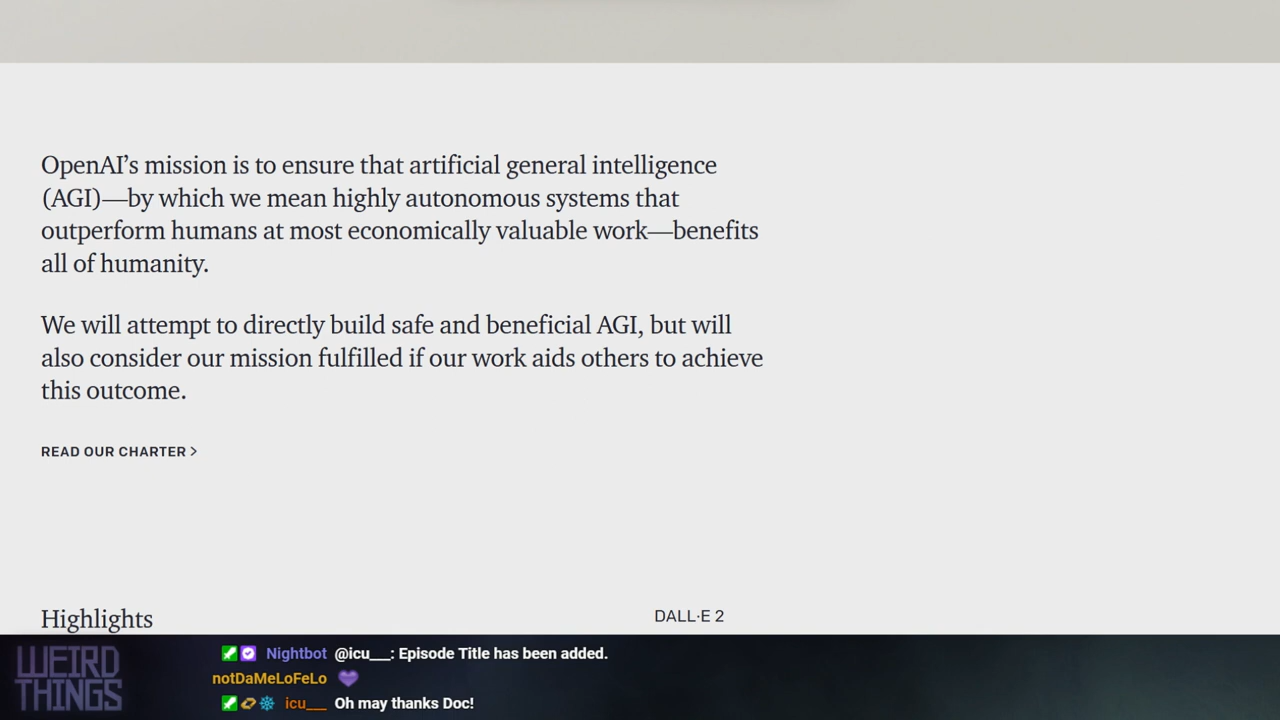 OpenAI’s mission is to ensure that artificial general intelligence
(AGI)—by which we mean highly autonomous systems that
outperform humans at most economically valuable work—benefits
all of humanity.
We will attempt to directly build safe and beneficial AGI, but will
also consider our mission fulfilled if our work aids others to achieve
this outcome.
READ OUR CHARTER >
Highlights
DALL·E 2
WEIRD
THINGS
Nightbot @icu___: Episode Title has been added.
notDaMeLoFeLo
icu___ Oh may thanks Doc!